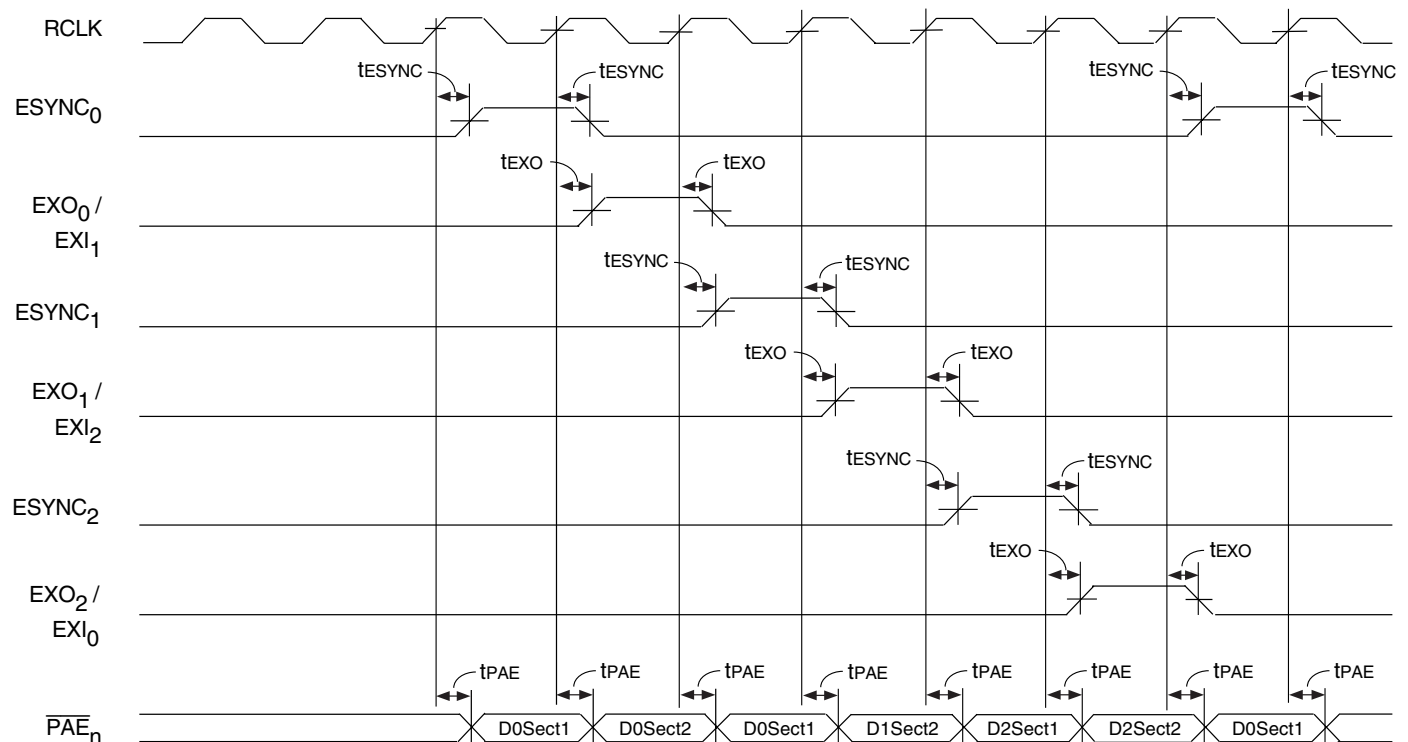 RCLK
tESYNC tESYNC tESYNC tESYNC
ESYNC0
tEXO tEXO
EXO0 /
EXI1
tESYNC tESYNC
ESYNC1
tEXO tEXO
EXO1 /
EXI2
tESYNC tESYNC
ESYNC2
tEXO tEXO
EXO2 /
EXI0
tPAE tPAE tPAE tPAE tPAE tPAE tPAE tPAE
PAEn D0Sect1 D0Sect2 D0Sect1 D1Sect2 D2Sect1 D2Sect2 D0Sect1